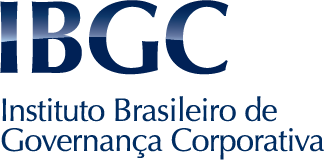 IBGC
Instituto Brasileiro de
Governança Corporativa